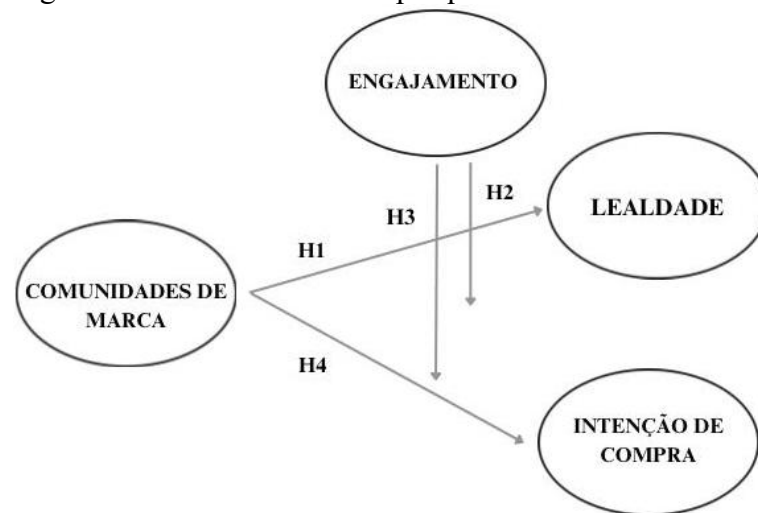 ENGAJAMENTO
LEALDADE
H2
H3
H1
COMUNIDADES DE
MARCA
H4
INTENÇÃO DE
COMPRA